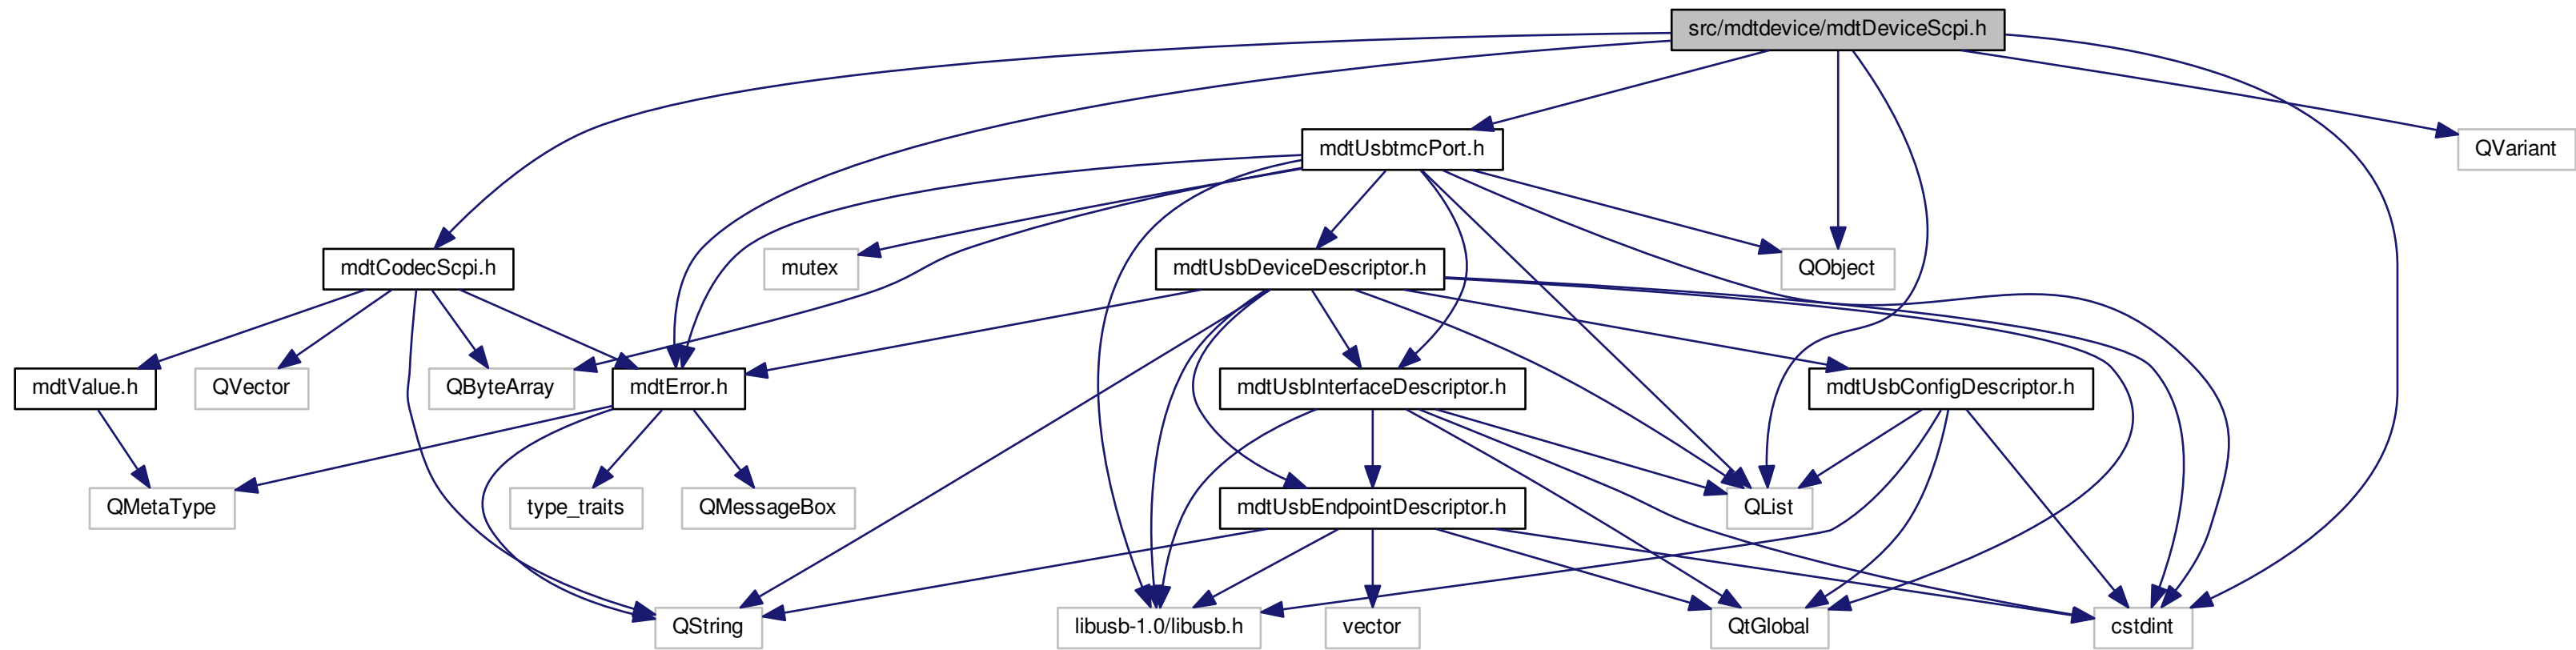 src/mdtdevice/mdtDeviceScpi.h
mdtUsbtmcPort.h
QVariant
mdtCodecScpi.h
mutex
mdtUsbDeviceDescriptor.h
QObject
mdtValue.h
QVector
QByteArray
mdtError.h
mdtUsbInterfaceDescriptor.h
mdtUsbConfigDescriptor.h
QMetaType
type_traits
QMessageBox
mdtUsbEndpointDescriptor.h
QList
QString
libusb-1.0/libusb.h
vector
QtGlobal
cstdint